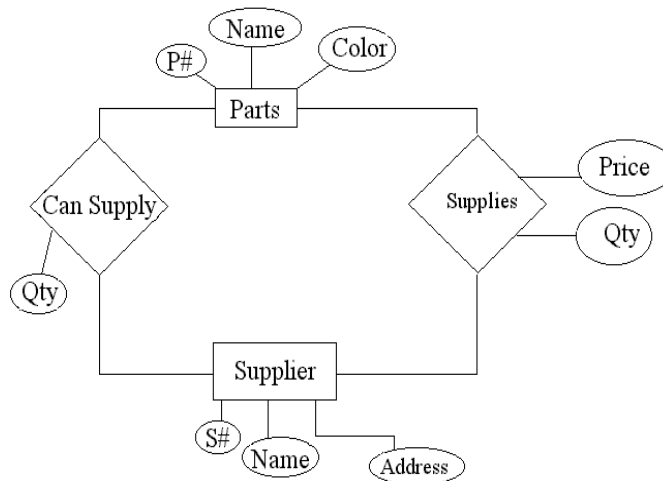 Name
P#
Color
Parts
Can Supply
Supplies
Price
Qty
Qty
Supplier
S#
Name
Address